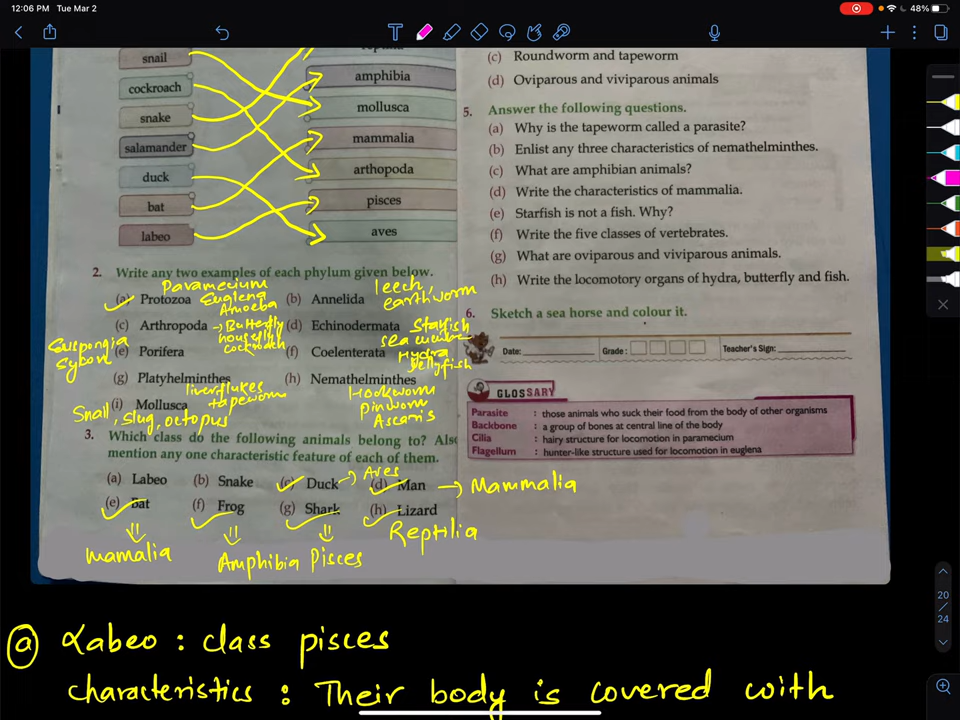 12:06 PM Tue Mar 2
48%
snail
cockroach
snake
salamander
duck
bat
labeo
amphibia
mollusca
mammalia
arthopoda
pisces
aves
2. Write any two examples of each phylum given below.
(a) Protozoa Paramecium Euglena Amoeba
(b) Annelida leech, earthworm
(c) Arthropoda → Butterfly housefly cockroach
(d) Echinodermata Starfish sea
(e) Porifera
(f) Coelenterata Hydra Jellyfish
(g) Platyhelminthes liverflukes tapeworm
(h) Nemathelminthes Hookworm Pinworm Ascaris
(i) Mollusca Snail, slug, octopus
3. Which class do the following animals belong to? Also
mention any one characteristic feature of each of them.
(a) Labeo (b) Snake (c) Duck → Aves (d) Man → Mammalia
(e) Bat (f) Frog (g) Shark (h) Lizard
mamalia Amphibia Pisces Reptilia
(c) Roundworm and tapeworm
(d) Oviparous and viviparous animals
5. Answer the following questions.
(a) Why is the tapeworm called a parasite?
(b) Enlist any three characteristics of nemathelminthes.
(c) What are amphibian animals?
(d) Write the characteristics of mammalia.
(e) Starfish is not a fish. Why?
(f) Write the five classes of vertebrates.
(g) What are oviparous and viviparous animals.
(h) Write the locomotory organs of hydra, butterfly and fish.
6. Sketch a sea horse and colour it.
Date: Grade: Teacher's Sign:
GLOSSARY
Parasite : those animals who suck their food from the body of other organisms
Backbone : a group of bones at central line of the body
Cilia : hairy structure for locomotion in paramecium
Flagellum : hunter-like structure used for locomotion in euglena
(a) Labeo : class pisces
characteristics : Their body is covered with
20
/
24